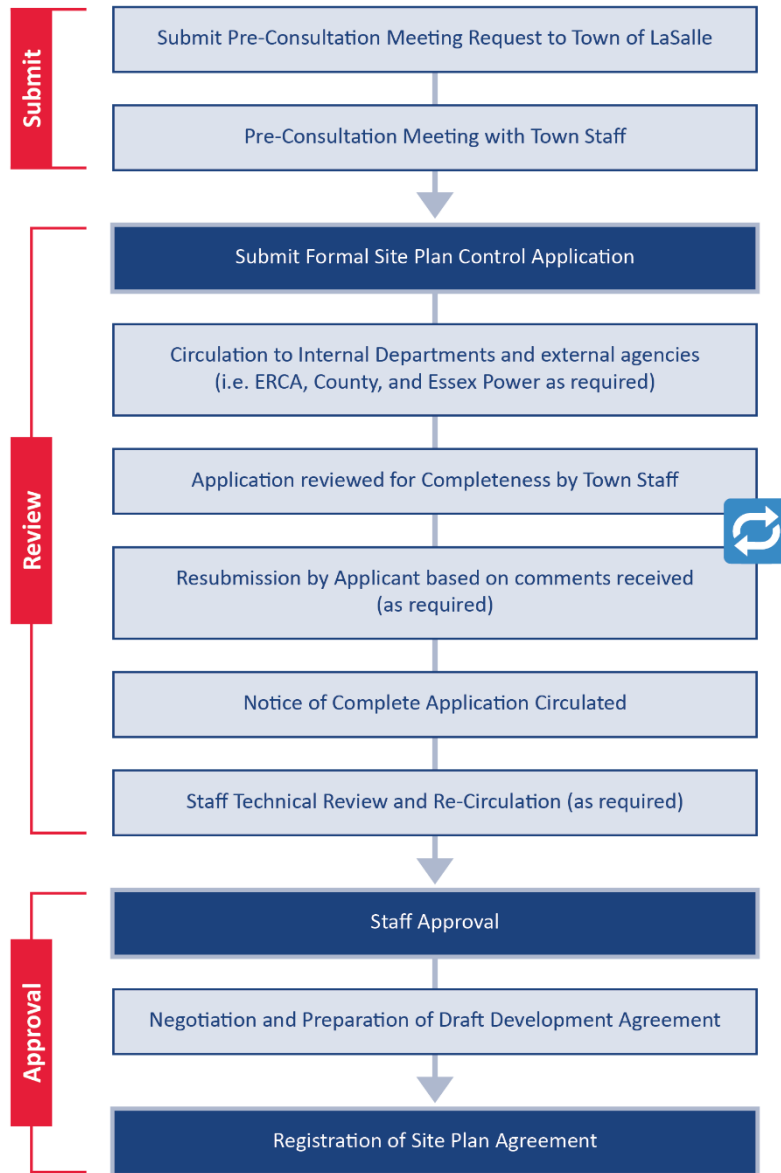 Submit
Submit Pre-Consultation Meeting Request to Town of LaSalle
Pre-Consultation Meeting with Town Staff
Review
Submit Formal Site Plan Control Application
Circulation to Internal Departments and external agencies
(i.e. ERCA, County, and Essex Power as required)
Application reviewed for Completeness by Town Staff
Resubmission by Applicant based on comments received
(as required)
Notice of Complete Application Circulated
Staff Technical Review and Re-Circulation (as required)
Approval
Staff Approval
Negotiation and Preparation of Draft Development Agreement
Registration of Site Plan Agreement